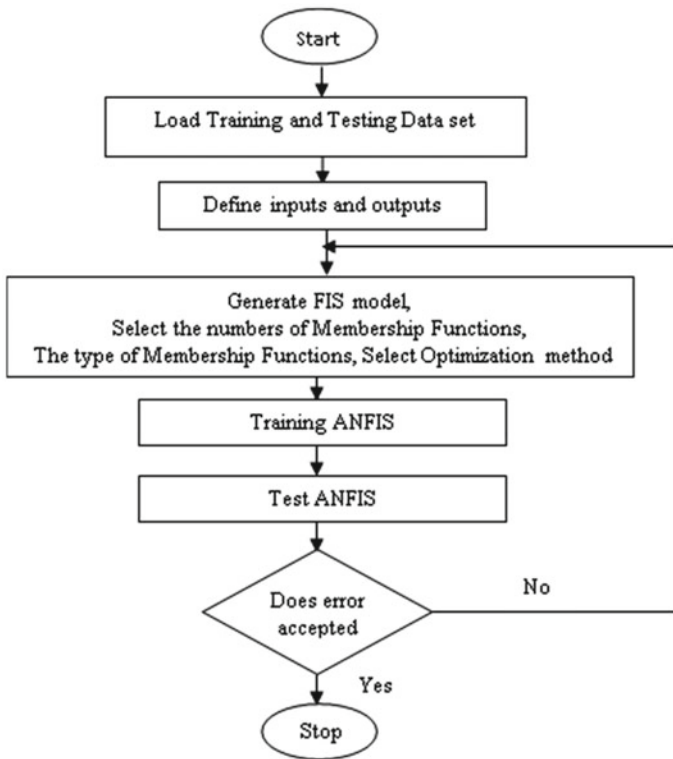 Start
Load Training and Testing Data set
Define inputs and outputs
Generate FIS model,
Select the numbers of Membership Functions,
The type of Membership Functions, Select Optimization method
Training ANFIS
Test ANFIS
Does error
accepted
No
Yes
Stop